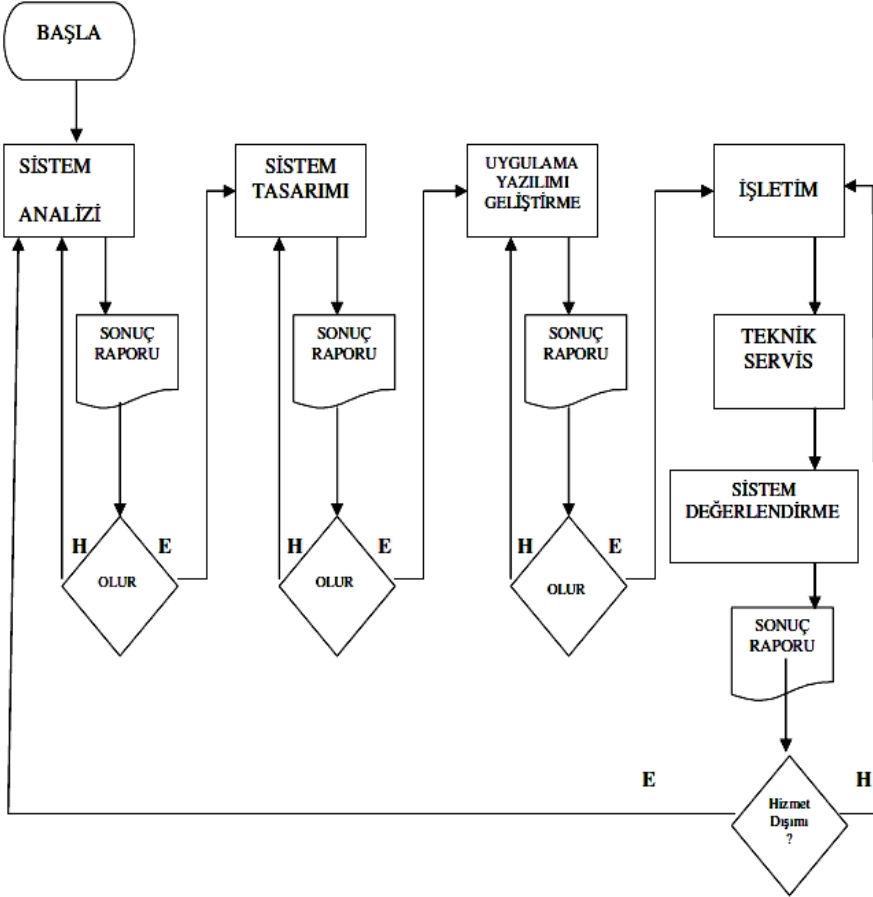 BAŞLA
SİSTEM
ANALİZİ
SİSTEM
TASARIMI
UYGULAMA
YAZILIMI
GELİŞTİRME
İŞLETİM
SONUÇ
RAPORU
SONUÇ
RAPORU
SONUÇ
RAPORU
TEKNİK
SERVİS
SİSTEM
DEĞERLENDİRME
H
E
OLUR
H
E
OLUR
H
E
OLUR
SONUÇ
RAPORU
E
H
Hizmet
Dışımı
?